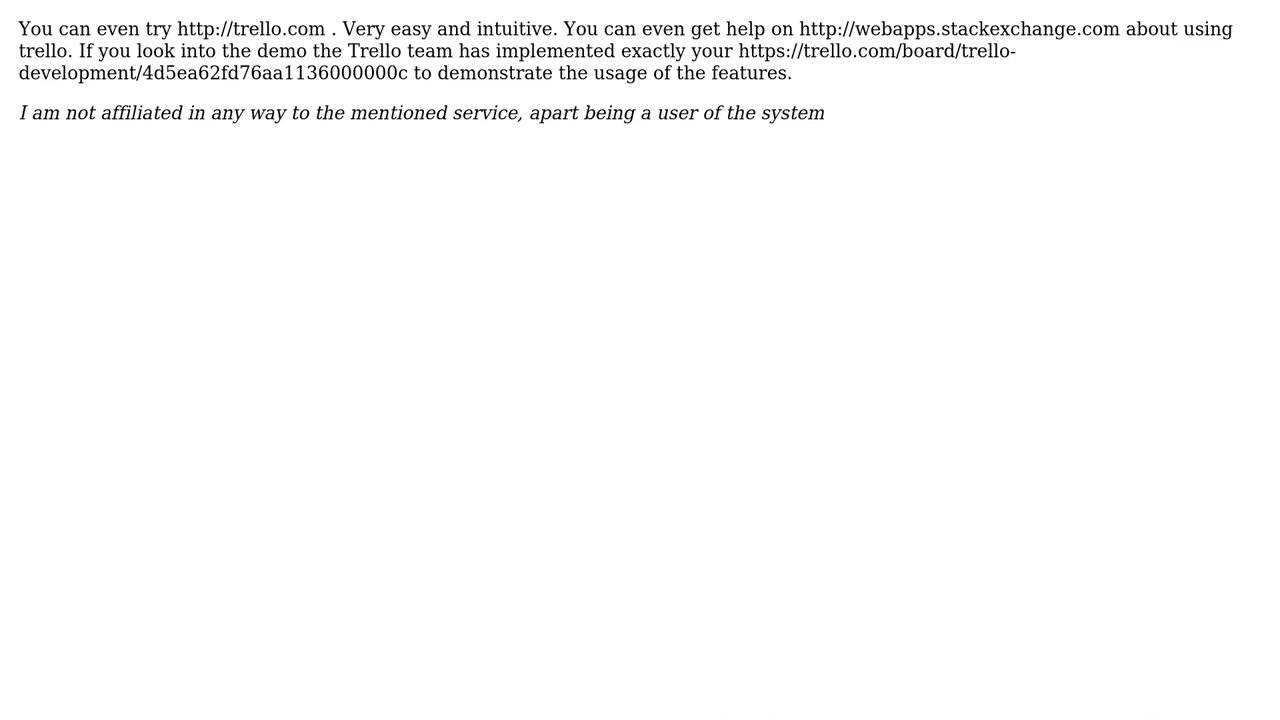 You can even try http://trello.com . Very easy and intuitive. You can even get help on http://webapps.stackexchange.com about using
trello. If you look into the demo the Trello team has implemented exactly your https://trello.com/board/trello-
development/4d5ea62fd76aa1136000000c to demonstrate the usage of the features.
I am not affiliated in any way to the mentioned service, apart being a user of the system